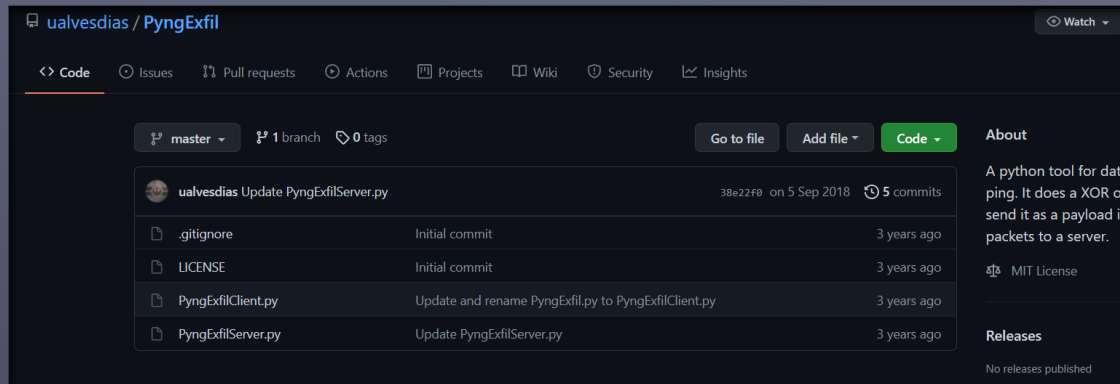 ualvesdias / PyngExfil
Watch
Code Issues Pull requests Actions Projects Wiki Security Insights
master 1 branch 0 tags Go to file Add file Code
ualvesdias Update PyngExfilServer.py 38e22f0 on 5 Sep 2018 5 commits
.gitignore Initial commit 3 years ago
LICENSE Initial commit 3 years ago
PyngExfilClient.py Update and rename PyngExfil.py to PyngExfilClient.py 3 years ago
PyngExfilServer.py Update PyngExfilServer.py 3 years ago
About
A python tool for dat
ping. It does a XOR o
send it as a payload i
packets to a server.
MIT License
Releases
No releases published